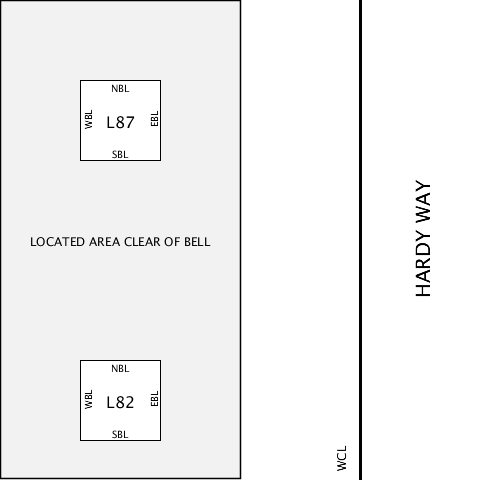 NBL
WBL
L87
EBL
SBL
LOCATED AREA CLEAR OF BELL
HARDY WAY
NBL
WBL
L82
EBL
SBL
WCL